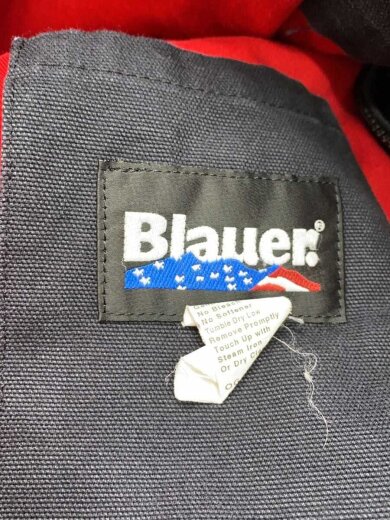 Blauer.®
No Bleach
No Softener
Tumble Dry Low
Remove Promptly
Touch Up with
Steam Iron
Or Dry